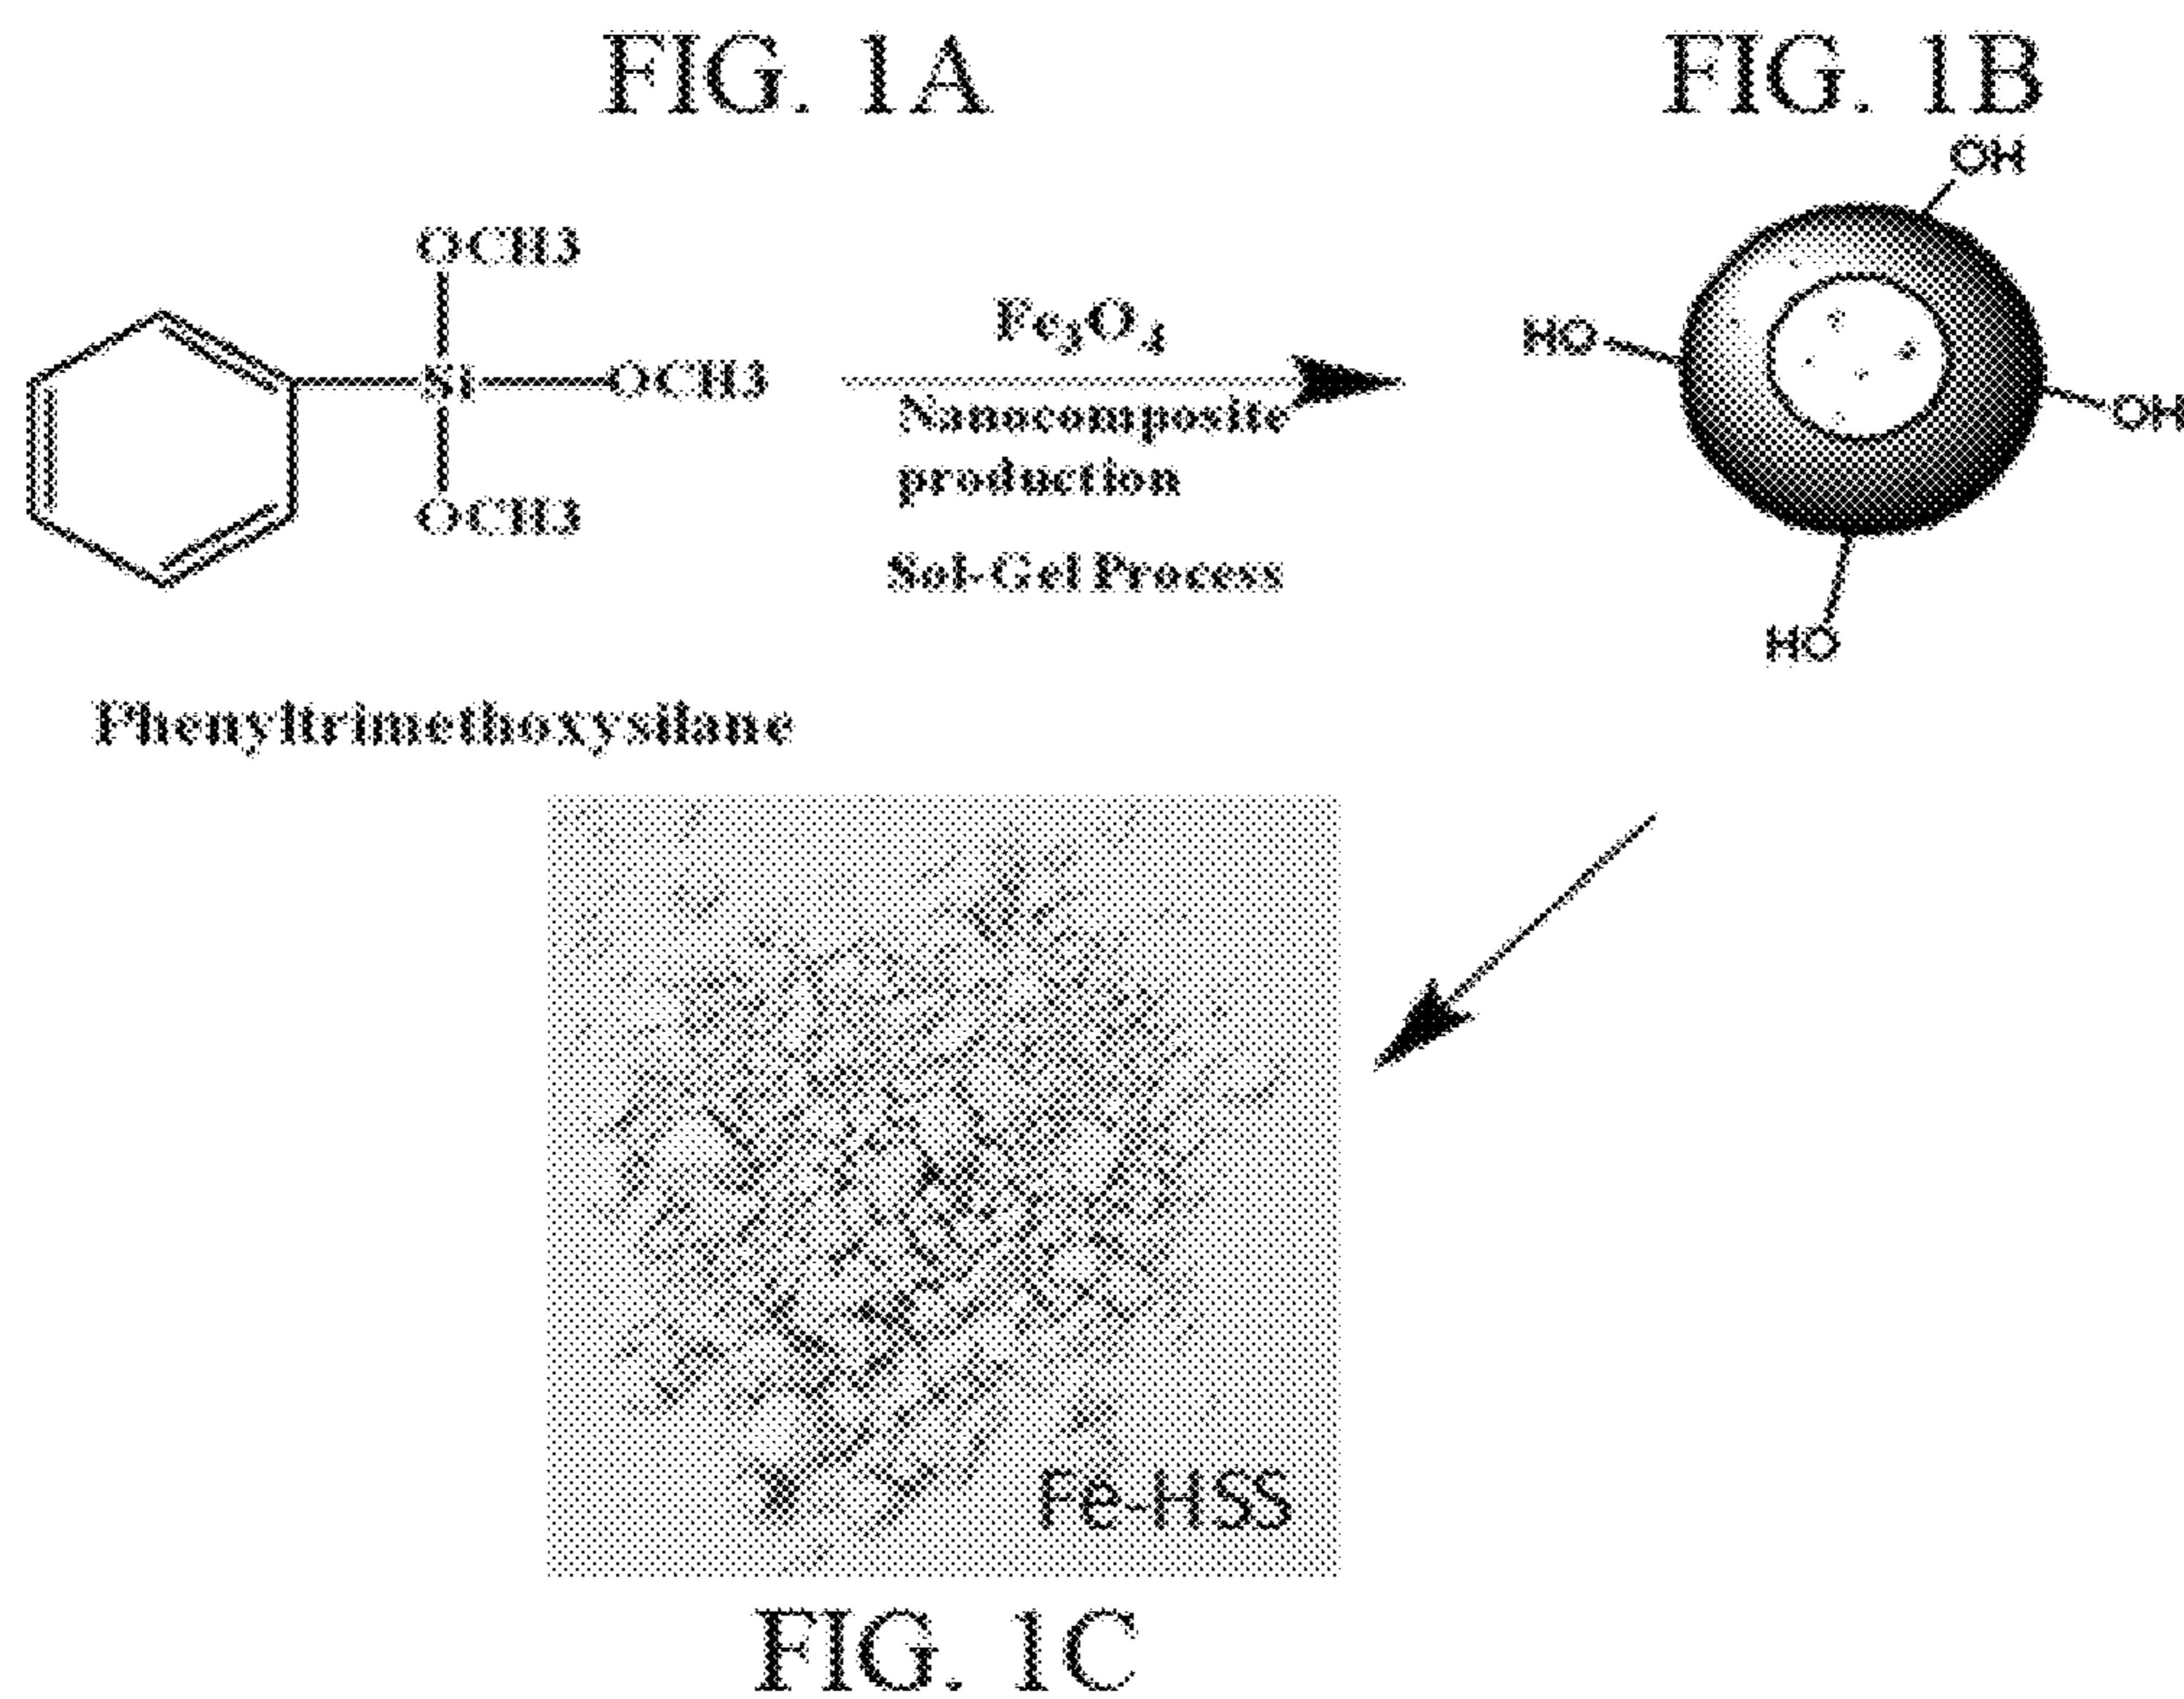 FIG. 1A
FIG. 1B
OH
HO
OH
HO
OCH3
Si
OCH3
OCH3
Fe₃O₄
Nanocomposite
production
Sol-Gel Process
Phenyltrimethoxysilane
Fe-HSS
FIG. 1C